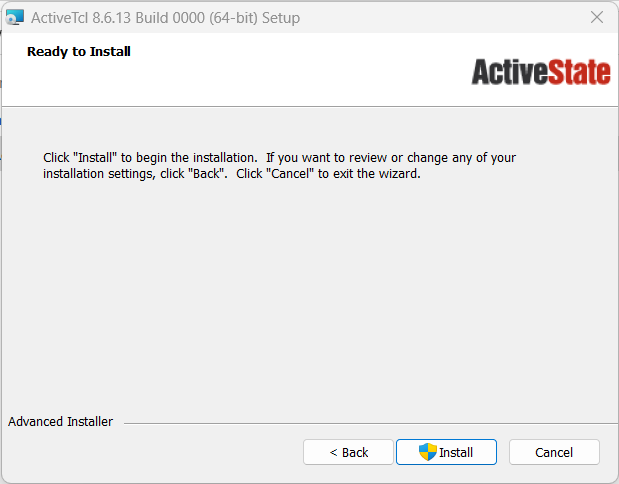 ActiveTcl 8.6.13 Build 0000 (64-bit) Setup
Ready to Install
ActiveState
Click "Install" to begin the installation.  If you want to review or change any of your
installation settings, click "Back".  Click "Cancel" to exit the wizard.
Advanced Installer
< Back
Install
Cancel